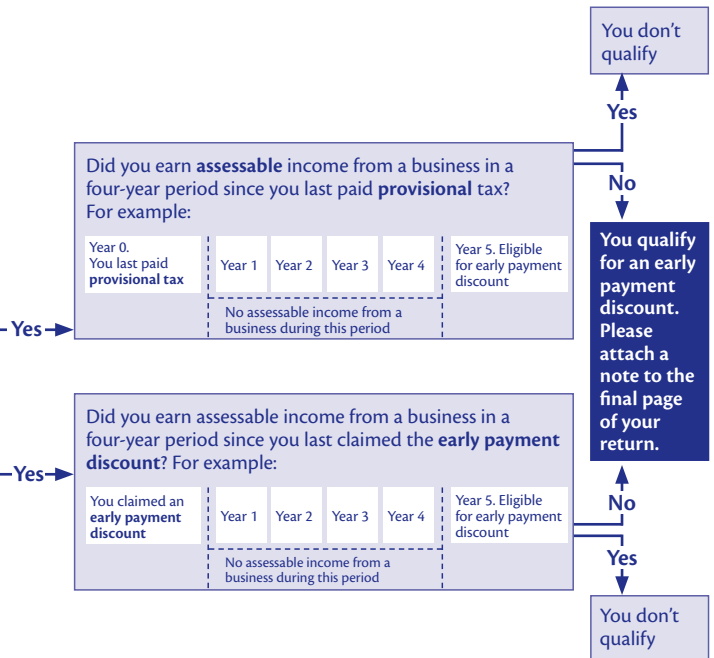 You don't
qualify
Yes
Did you earn assessable income from a business in a
four-year period since you last paid provisional tax?
For example:
No
Year 0.
You last paid
provisional tax
Year 1
Year 2
Year 3
Year 4
Year 5. Eligible
for early payment
discount
No assessable income from a
business during this period
Yes
You qualify
for an early
payment
discount.
Please
attach a
note to the
final page
of your
return.
Did you earn assessable income from a business in a
four-year period since you last claimed the early payment
discount? For example:
Yes
You claimed an
early payment
discount
Year 1
Year 2
Year 3
Year 4
Year 5. Eligible
for early payment
discount
No assessable income from a
business during this period
No
Yes
You don't
qualify